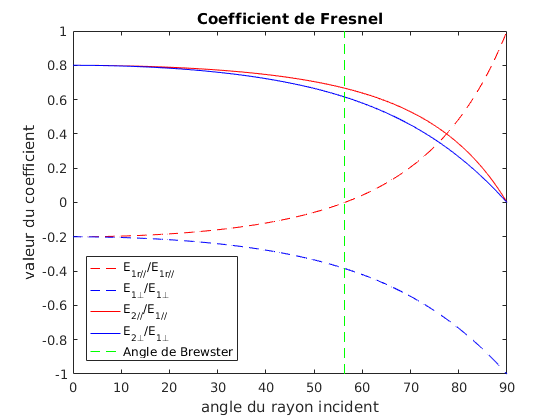 Coefficient de Fresnel
valeur du coefficient
1
0.8
0.6
0.4
0.2
0
-0.2
-0.4
-0.6
-0.8
-1
E1r///E1r//
E1⊥/E1⊥
E2///E1//
E2⊥/E1⊥
Angle de Brewster
0 10 20 30 40 50 60 70 80 90
angle du rayon incident